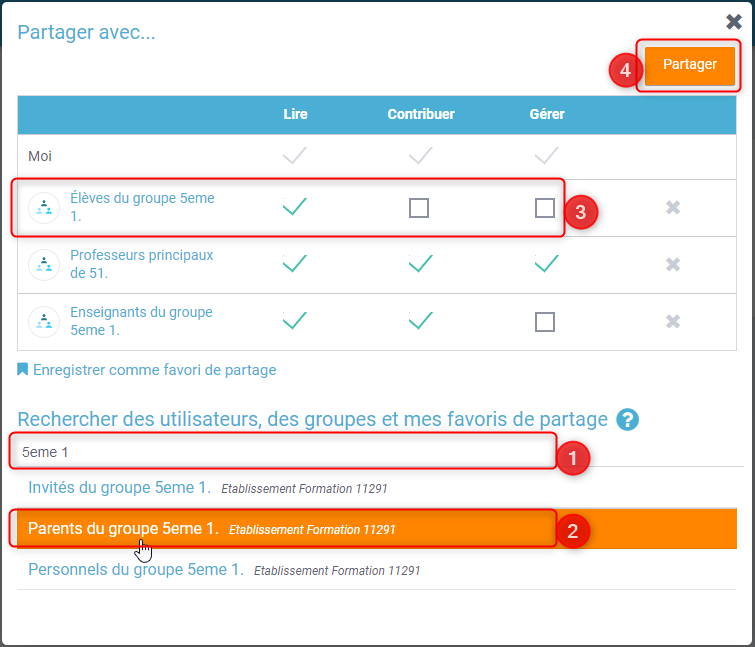 Partager avec...
4
Partager
Lire Contribuer Gérer
Moi
Élèves du groupe 5eme
1.
3
Professeurs principaux
de 51.
Enseignants du groupe
5eme 1.
Enregistrer comme favori de partage
Rechercher des utilisateurs, des groupes et mes favoris de partage ?
5eme 1
1
Invités du groupe 5eme 1. Etablissement Formation 11291
Parents du groupe 5eme 1. Etablissement Formation 11291
2
Personnels du groupe 5eme 1. Etablissement Formation 11291